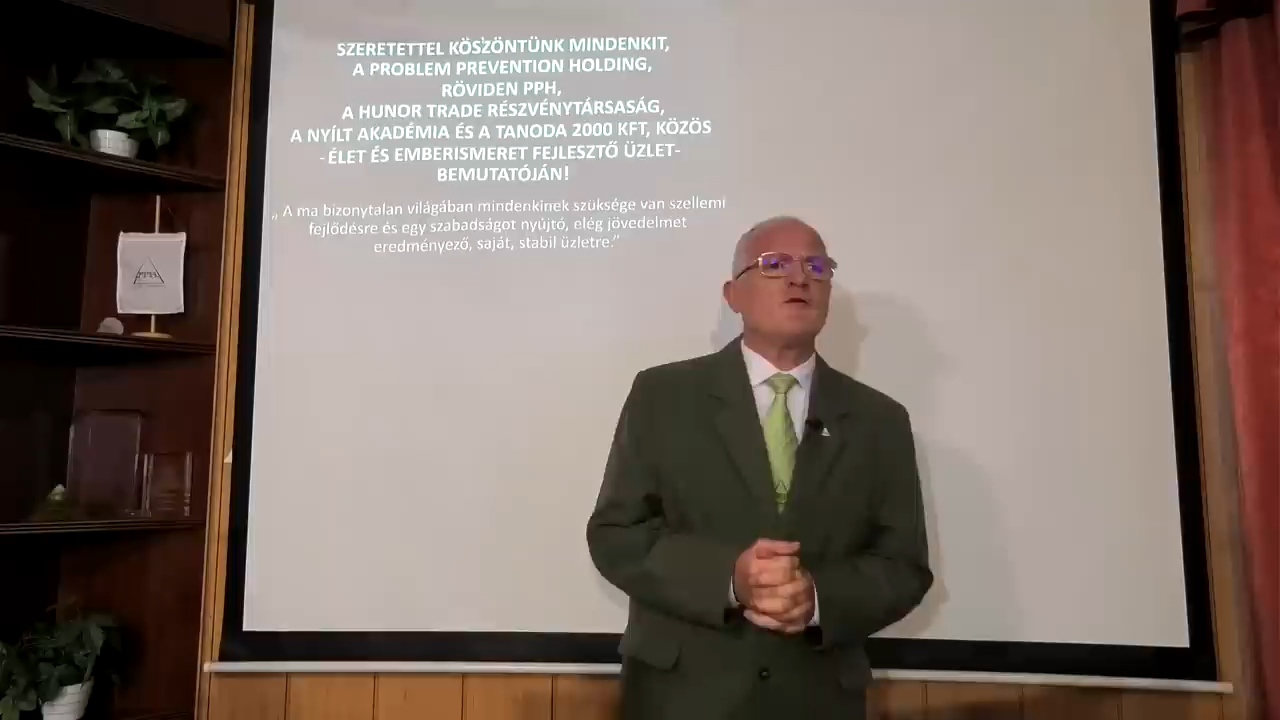 SZERETETTEL KÖSZÖNTÜNK MINDENKIT,
A PROBLEM PREVENTION HOLDING,
RÖVIDEN PPH,
A HUNOR TRADE RÉSZVÉNYTÁRSASÁG,
A NYÍLT AKADÉMIA ÉS A TANODA 2000 KFT, KÖZÖS
- ÉLET ÉS EMBERISMERET FEJLESZTŐ ÜZLET-
BEMUTATÓJÁN!
„ A ma bizonytalan világában mindenkinek szüksége van szellemi
fejlődésre és egy szabadságot nyújtó, elég jövedelmet
eredményező, saját, stabil üzletre.”